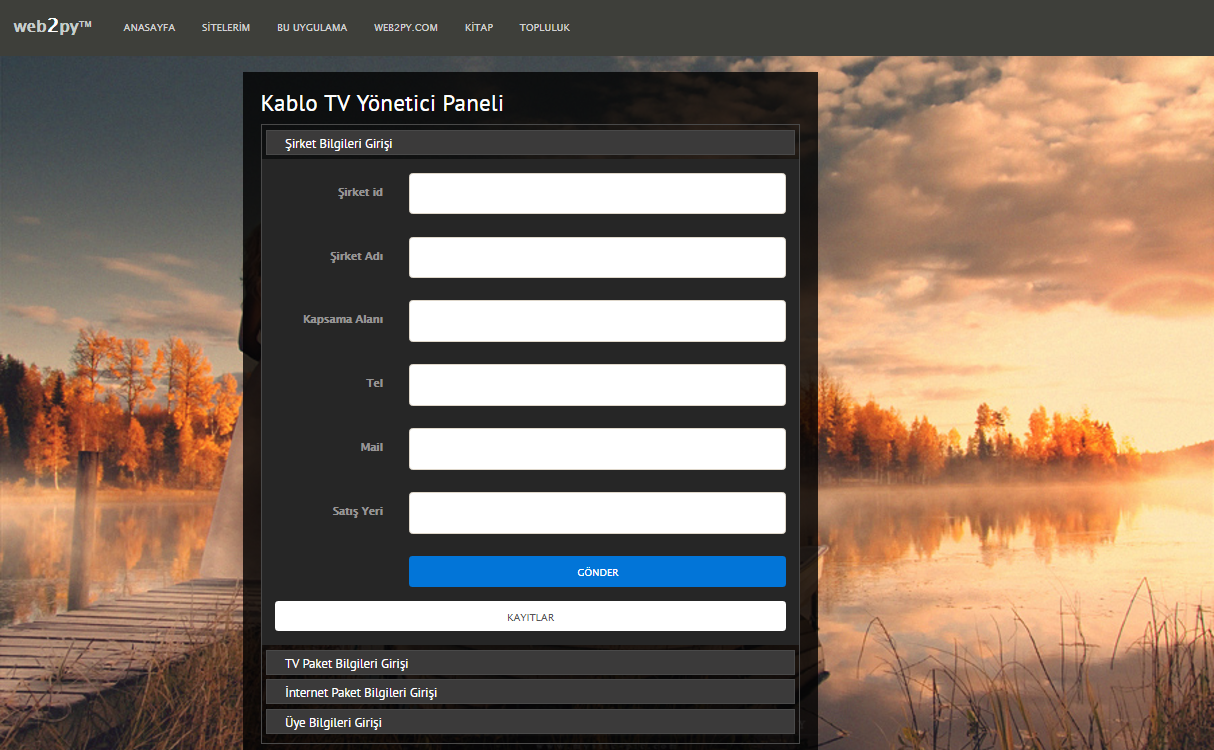 web2py™ ANASAYFA SİTELERİM BU UYGULAMA WEB2PY.COM KİTAP TOPLULUK
Kablo TV Yönetici Paneli
Şirket Bilgileri Girişi
Şirket id
Şirket Adı
Kapsama Alanı
Tel
Mail
Satış Yeri
GÖNDER
KAYITLAR
TV Paket Bilgileri Girişi
İnternet Paket Bilgileri Girişi
Üye Bilgileri Girişi